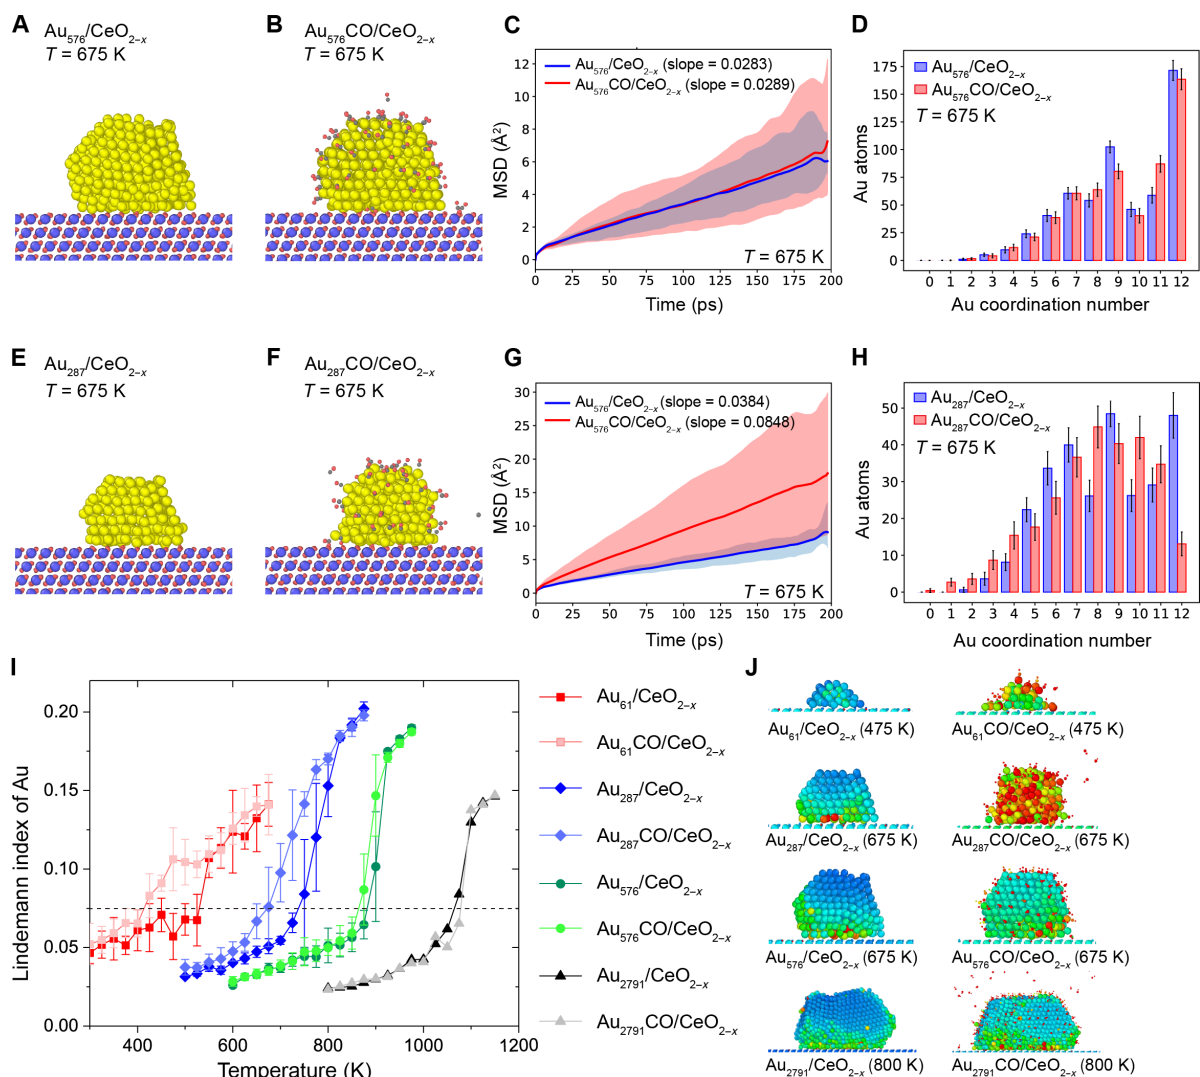 A
Au576/CeO2−x
T = 675 K
B
Au576CO/CeO2−x
T = 675 K
C
Au576/CeO2−x (slope = 0.0283)
Au576CO/CeO2−x (slope = 0.0289)
12
10
8
6
4
2
0
MSD (Å²)
T = 675 K
0 25 50 75 100 125 150 175 200
Time (ps)
D
Au576/CeO2−x
Au576CO/CeO2−x
T = 675 K
175
150
125
100
75
50
25
0
Au atoms
0 1 2 3 4 5 6 7 8 9 10 11 12
Au coordination number
E
Au287/CeO2−x
T = 675 K
F
Au287CO/CeO2−x
T = 675 K
G
Au576/CeO2−x (slope = 0.0384)
Au576CO/CeO2−x (slope = 0.0848)
30
25
20
15
10
5
0
MSD (Å²)
T = 675 K
0 25 50 75 100 125 150 175 200
Time (ps)
H
Au287/CeO2−x
Au287CO/CeO2−x
T = 675 K
50
40
30
20
10
0
Au atoms
0 1 2 3 4 5 6 7 8 9 10 11 12
Au coordination number
I
0.20
0.15
0.10
0.05
0.00
Lindemann index of Au
400 600 800 1000 1200
Temperature (K)
Au61/CeO2−x
Au61CO/CeO2−x
Au287/CeO2−x
Au287CO/CeO2−x
Au576/CeO2−x
Au576CO/CeO2−x
Au2791/CeO2−x
Au2791CO/CeO2−x
J
Au61/CeO2−x (475 K)
Au61CO/CeO2−x (475 K)
Au287/CeO2−x (675 K)
Au287CO/CeO2−x (675 K)
Au576/CeO2−x (675 K)
Au576CO/CeO2−x (675 K)
Au2791/CeO2−x (800 K)
Au2791CO/CeO2−x (800 K)